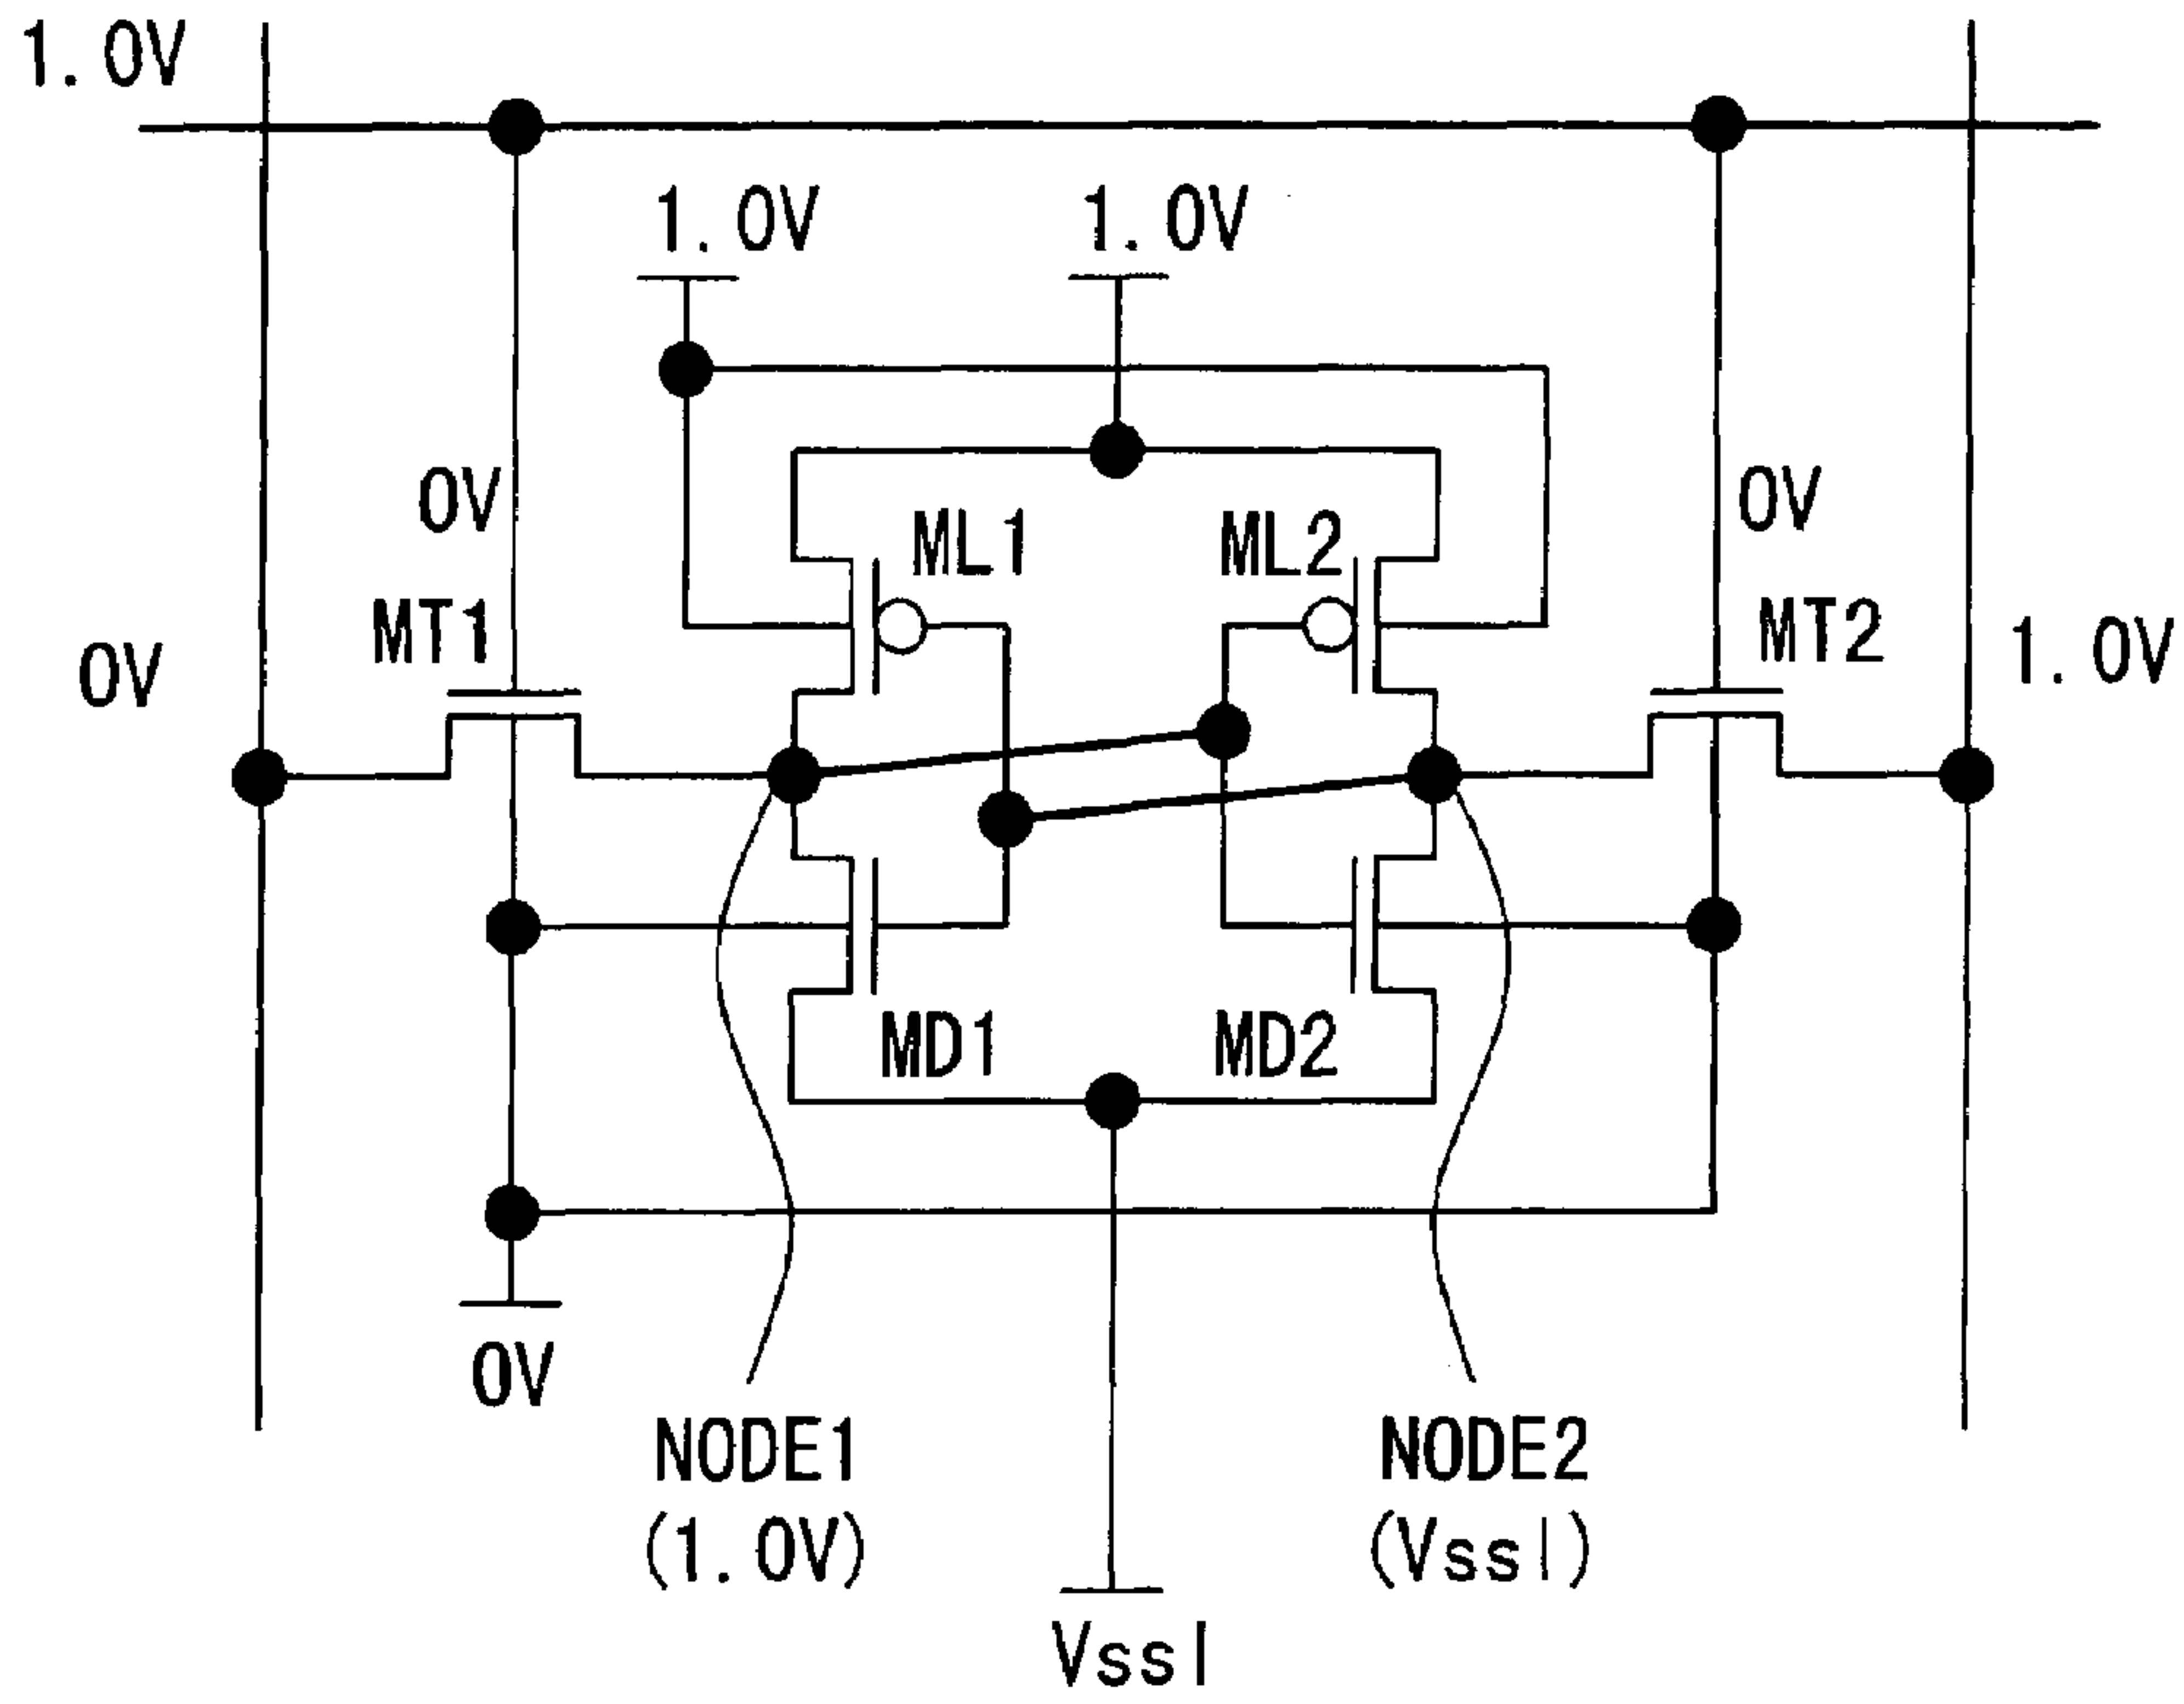 1.0V
1.0V 1.0V
0V 0V
ML1 ML2
MT1 MT2
0V 1.0V
MD1 MD2
0V
NODE1 NODE2
(1.0V) (Vssl)
Vssl